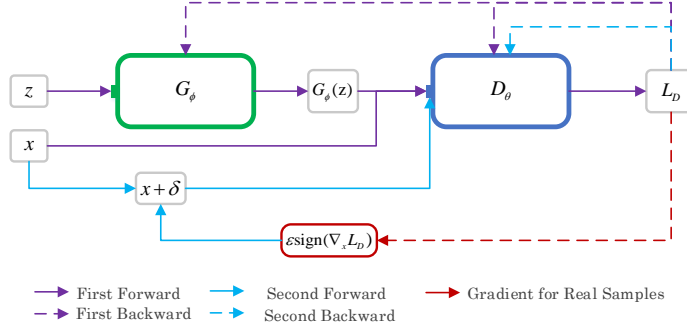 z
G_ϕ
G_ϕ(z)
D_θ
L_D
x
x+δ
εsign(∇_x L_D)
First Forward
Second Forward
Gradient for Real Samples
First Backward
Second Backward